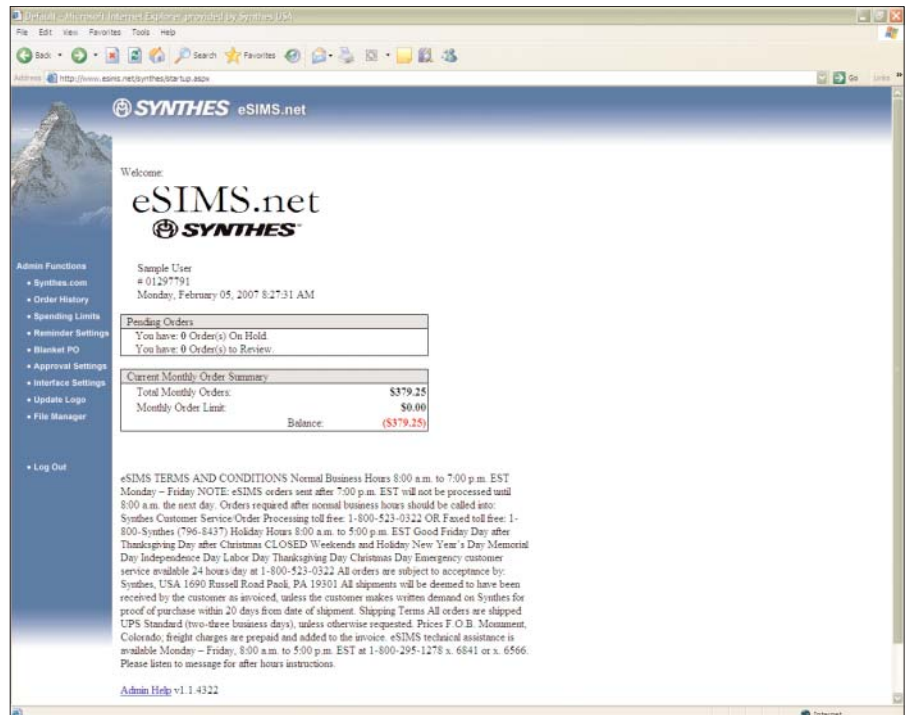 Default - Microsoft Internet Explorer provided by Synthes USA
File Edit View Favorites Tools Help
Back Search Favorites
Address http://www.esims.net/synthes/startup.aspx Go Links
SYNTHES eSIMS.net
Welcome:
eSIMS.net
SYNTHES
Sample User
# 01297791
Monday, February 05, 2007 8:27:31 AM
Pending Orders
You have: 0 Order(s) On Hold.
You have: 0 Order(s) to Review.
Current Monthly Order Summary
Total Monthly Orders: $379.25
Monthly Order Limit: $0.00
Balance: ($379.25)
Admin Functions
• Synthes.com
• Order History
• Spending Limits
• Reminder Settings
• Blanket PO
• Approval Settings
• Interface Settings
• Update Logo
• File Manager
• Log Out
eSIMS TERMS AND CONDITIONS Normal Business Hours 8:00 a.m. to 7:00 p.m. EST
Monday – Friday NOTE: eSIMS orders sent after 7:00 p.m. EST will not be processed until
8:00 a.m. the next day. Orders required after normal business hours should be called into:
Synthes Customer Service/Order Processing toll free: 1-800-523-0322 OR Faxed toll free: 1-
800-Synthes (796-8437) Holiday Hours 8:00 a.m. to 5:00 p.m. EST Good Friday Day after
Thanksgiving Day after Christmas CLOSED Weekends and Holiday New Year's Day Memorial
Day Independence Day Labor Day Thanksgiving Day Christmas Day Emergency customer
service available 24 hours/day at 1-800-523-0322 All orders are subject to acceptance by:
Synthes, USA 1690 Russell Road Paoli, PA 19301 All shipments will be deemed to have been
received by the customer as invoiced, unless the customer makes written demand on Synthes for
proof of purchase within 20 days from date of shipment. Shipping Terms All orders are shipped
UPS Standard (two-three business days), unless otherwise requested. Prices F.O.B. Monument,
Colorado; freight charges are prepaid and added to the invoice. eSIMS technical assistance is
available Monday – Friday, 8:00 a.m. to 5:00 p.m. EST at 1-800-295-1278 x. 6841 or x. 6566.
Please listen to message for after hours instructions.
Admin Help v1.1.4322
Internet